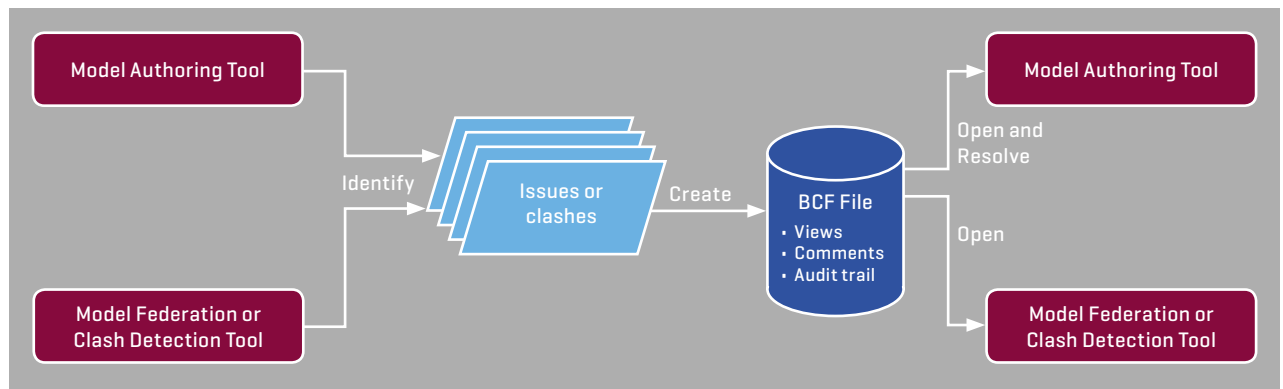 Model Authoring Tool
Model Federation or
Clash Detection Tool
Identify
Issues or
clashes
Create
BCF File
• Views
• Comments
• Audit trail
Open and
Resolve
Open
Model Authoring Tool
Model Federation or
Clash Detection Tool